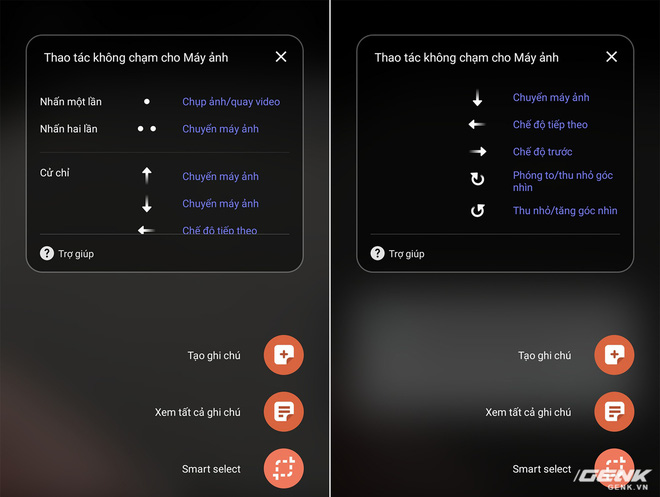 Thao tác không chạm cho Máy ảnh
Nhấn một lần
Chụp ảnh/quay video
Nhấn hai lần
Chuyển máy ảnh
Cử chỉ
Chuyển máy ảnh
Chuyển máy ảnh
Chế độ tiếp theo
? Trợ giúp
Tạo ghi chú
Xem tất cả ghi chú
Smart select
Thao tác không chạm cho Máy ảnh
Chuyển máy ảnh
Chế độ tiếp theo
Chế độ trước
Phóng to/thu nhỏ góc
nhìn
Thu nhỏ/tăng góc nhìn
? Trợ giúp
Tạo ghi chú
Xem tất cả ghi chú
Smart select
GENK
GENK.VN